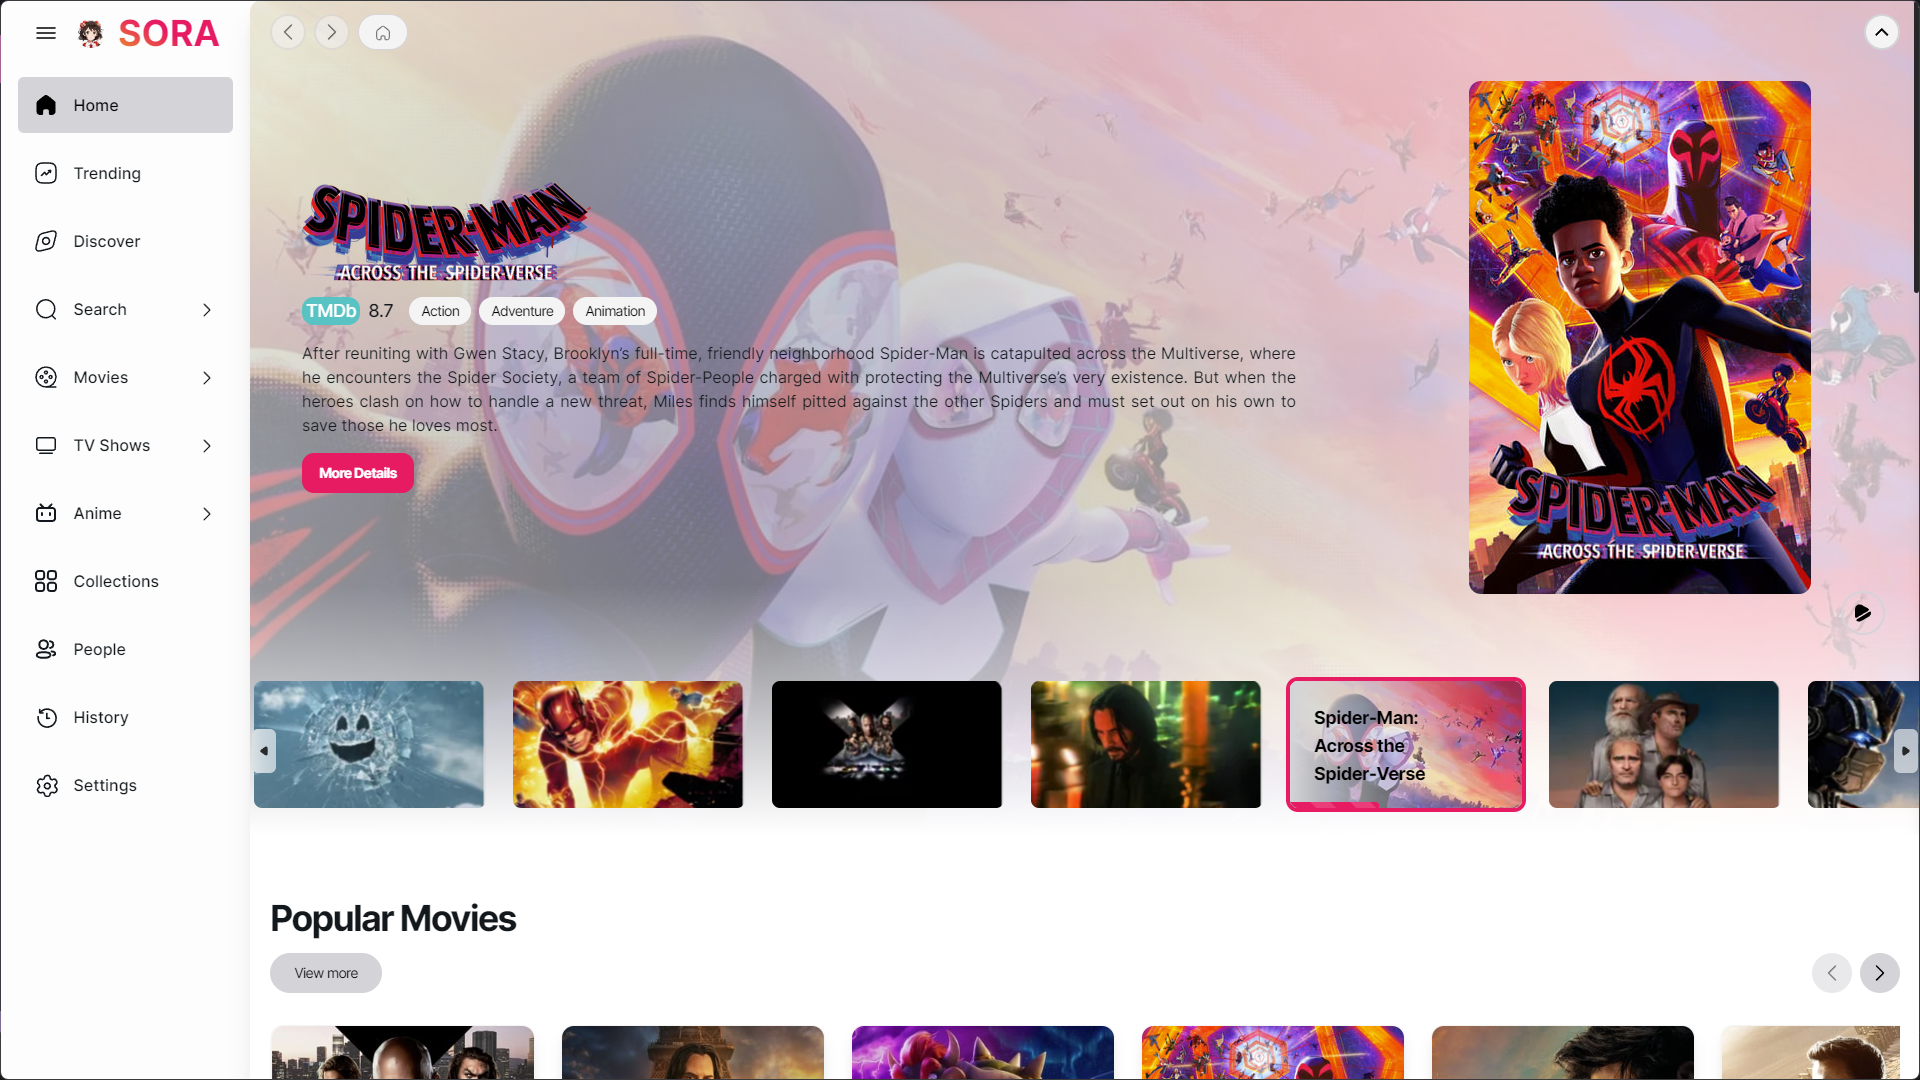 SORA
Home
Trending
Discover
Search
Movies
TV Shows
Anime
Collections
People
History
Settings
SPIDER-MAN
ACROSS THE SPIDER-VERSE
TMDb 8.7 Action Adventure Animation
After reuniting with Gwen Stacy, Brooklyn’s full-time, friendly neighborhood Spider-Man is catapulted across the Multiverse, where
he encounters the Spider Society, a team of Spider-People charged with protecting the Multiverse’s very existence. But when the
heroes clash on how to handle a new threat, Miles finds himself pitted against the other Spiders and must set out on his own to
save those he loves most.
More Details
SPIDER-MAN
ACROSS THE SPIDER-VERSE
Spider-Man:
Across the
Spider-Verse
Popular Movies
View more